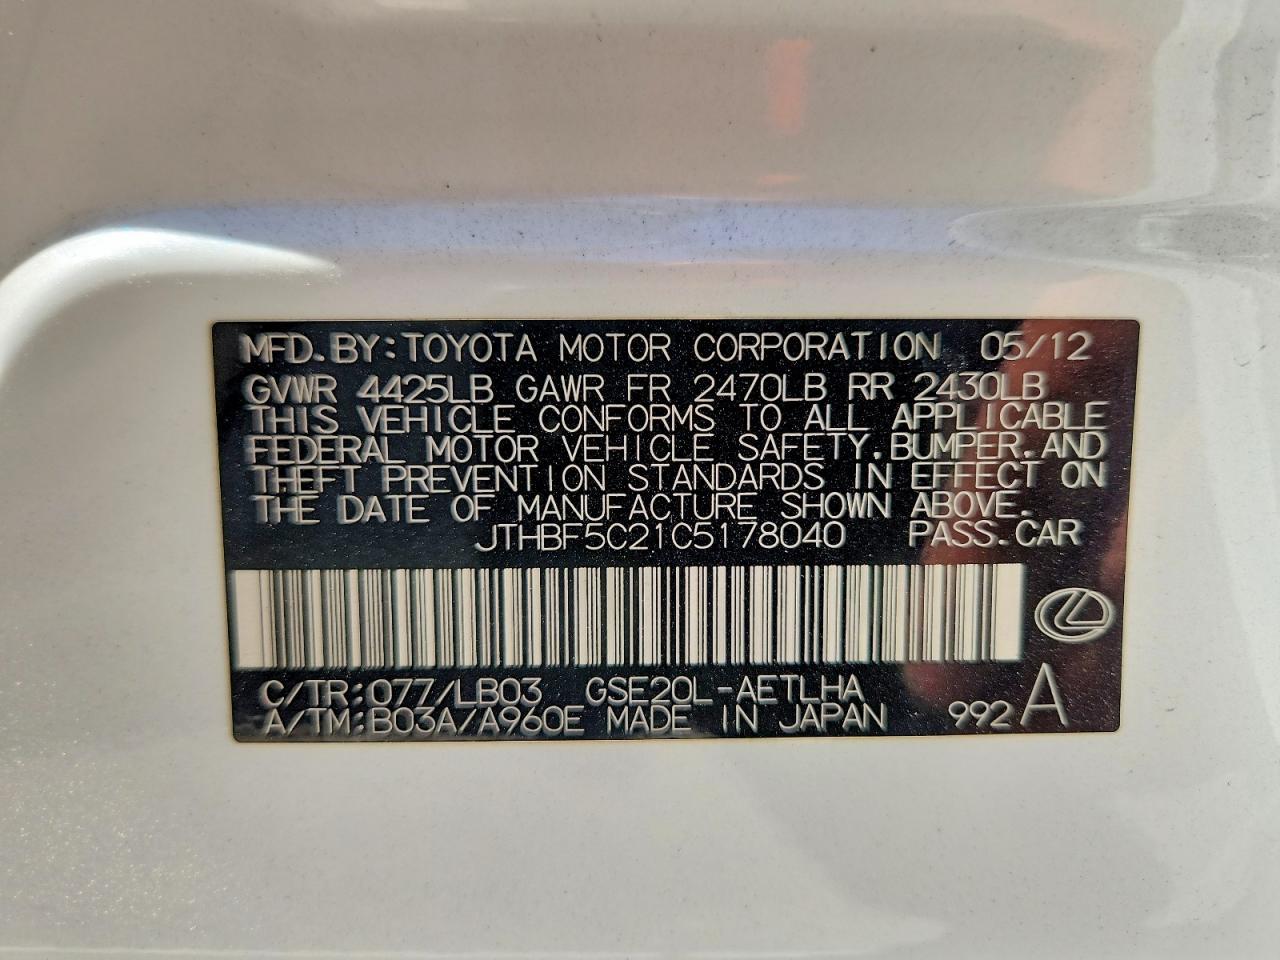 MFD.BY:TOYOTA MOTOR CORPORATION 05/12
GVWR 4425LB GAWR FR 2470LB RR 2430LB
THIS VEHICLE CONFORMS TO ALL APPLICABLE
FEDERAL MOTOR VEHICLE SAFETY.BUMPER.AND
THEFT PREVENTION STANDARDS IN EFFECT ON
THE DATE OF MANUFACTURE SHOWN ABOVE.
JTHBF5C21C5178040 PASS.CAR
C/TR:077/LB03 GSE20L-AETLHA
A/TM:B03A/A960E MADE IN JAPAN 992 A